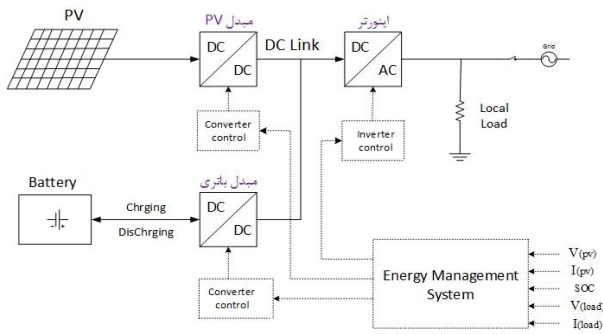 PV
مبدل PV
اینورتر
DC
DC
DC Link
DC
AC
Grid
Converter
control
Inverter
control
Local
Load
Battery
مبدل باتری
Chrging
DisChrging
DC
DC
Converter
control
Energy Management
System
V(pv)
I(pv)
SOC
V(load)
I(load)